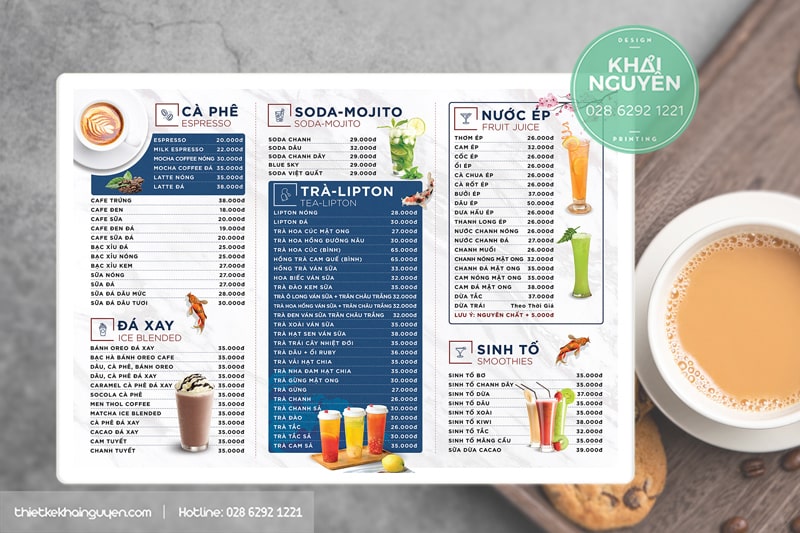 DESIGN
KHẢI
NGUYÊN
028 6292 1221
PRINTING
CÀ PHÊ
ESPRESSO
ESPRESSO 20.000đ
MILK ESPRESSO 22.000đ
MOCHA COFFEE NÓNG 30.000đ
MOCHA COFFEE ĐÁ 35.000đ
LATTE NÓNG 35.000đ
LATTE ĐÁ 38.000đ
CAFE TRỨNG 38.000đ
CAFE ĐEN 18.000đ
CAFE SỮA 20.000đ
CAFE ĐEN ĐÁ 19.000đ
CAFE SỮA ĐÁ 20.000đ
BẠC XỈU ĐÁ 25.000đ
BẠC XỈU NÓNG 25.000đ
BẠC XỈU KEM 27.000đ
SỮA NÓNG 27.000đ
SỮA ĐÁ 27.000đ
SỮA ĐÁ DÂU MỨC 28.000đ
SỮA ĐÁ DÂU TƯƠI 30.000đ
ĐÁ XAY
ICE BLENDED
BÁNH OREO ĐÁ XAY 35.000đ
BẠC HÀ BÁNH OREO CAFE 35.000đ
DÂU, CÀ PHÊ, BÁNH OREO 35.000đ
DÂU, CÀ PHÊ ĐÁ XAY 35.000đ
CARAMEL CÀ PHÊ ĐÁ XAY 35.000đ
SOCOLA CÀ PHÊ 35.000đ
MEN THOL COFFEE 35.000đ
MATCHA ICE BLENDED 35.000đ
CÀ PHÊ ĐÁ XAY 35.000đ
CACAO ĐÁ XAY 35.000đ
CAM TUYẾT 35.000đ
CHANH TUYẾT 35.000đ
SODA-MOJITO
SODA-MOJITO
SODA CHANH 29.000đ
SODA DÂU 32.000đ
SODA CHANH DÂY 29.000đ
BLUE SKY 29.000đ
SODA VIỆT QUẤT 29.000đ
TRÀ-LIPTON
TEA-LIPTON
LIPTON NÓNG 28.000đ
LIPTON ĐÁ 30.000đ
TRÀ HOA CÚC MẬT ONG 27.000đ
TRÀ HOA HỒNG ĐƯỜNG NÂU 30.000đ
TRÀ HOA CÚC (BÌNH) 65.000đ
HỒNG TRÀ CAM QUẾ (BÌNH) 65.000đ
HỒNG TRÀ VÂN SỮA 33.000đ
HOA BIẾC VÂN SỮA 32.000đ
TRÀ ĐÀO KEM SỮA 35.000đ
TRÀ Ô LONG VÂN SỮA + TRÂN CHÂU TRẮNG 32.000đ
TRÀ HOA HỒNG VÂN SỮA + TRÂN CHÂU TRẮNG 32.000đ
TRÀ ĐEN VÂN SỮA TRÂN CHÂU TRẮNG 32.000đ
TRÀ XOÀI VÂN SỮA 35.000đ
TRÀ HẠT SEN VÂN SỮA 38.000đ
TRÀ TRÁI CÂY NHIỆT ĐỚI 35.000đ
TRÀ DÂU + ỔI RUBY 36.000đ
TRÀ VẢI HẠT CHIA 35.000đ
TRÀ NHA ĐAM HẠT CHIA 35.000đ
TRÀ GỪNG MẬT ONG 30.000đ
TRÀ GỪNG 27.000đ
TRÀ CHANH 26.000đ
TRÀ CHANH SẢ 30.000đ
TRÀ ĐÀO 30.000đ
TRÀ TẮC 26.000đ
TRÀ TẮC SẢ 30.000đ
TRÀ CAM SẢ 35.000đ
NƯỚC ÉP
FRUIT JUICE
THƠM ÉP 26.000đ
CAM ÉP 32.000đ
CỐC ÉP 26.000đ
ỔI ÉP 26.000đ
CÀ CHUA ÉP 26.000đ
CÀ RỐT ÉP 26.000đ
BƯỞI ÉP 37.000đ
DÂU ÉP 50.000đ
DƯA HẤU ÉP 26.000đ
THANH LONG ÉP 26.000đ
NƯỚC CHANH NÓNG 26.000đ
NƯỚC CHANH ĐÁ 27.000đ
CHANH MUỐI 26.000đ
CHANH NÓNG MẬT ONG 32.000đ
CHANH ĐÁ MẬT ONG 35.000đ
CAM NÓNG MẬT ONG 35.000đ
CAM ĐÁ MẬT ONG 38.000đ
DỪA TẮC 37.000đ
DỪA TRÁI Theo Thời Giá
LƯU Ý: NGUYÊN CHẤT + 5.000đ
SINH TỐ
SMOOTHIES
SINH TỐ BƠ 35.000đ
SINH TỐ CHANH DÂY 35.000đ
SINH TỐ DỪA 37.000đ
SINH TỐ DÂU 35.000đ
SINH TỐ XOÀI 35.000đ
SINH TỐ KIWI 38.000đ
SINH TỐ TẮC 32.000đ
SINH TỐ MÃNG CẦU 35.000đ
SỮA DỪA CACAO 39.000đ
thietkekhainguyen.com | Hotline: 028 6292 1221